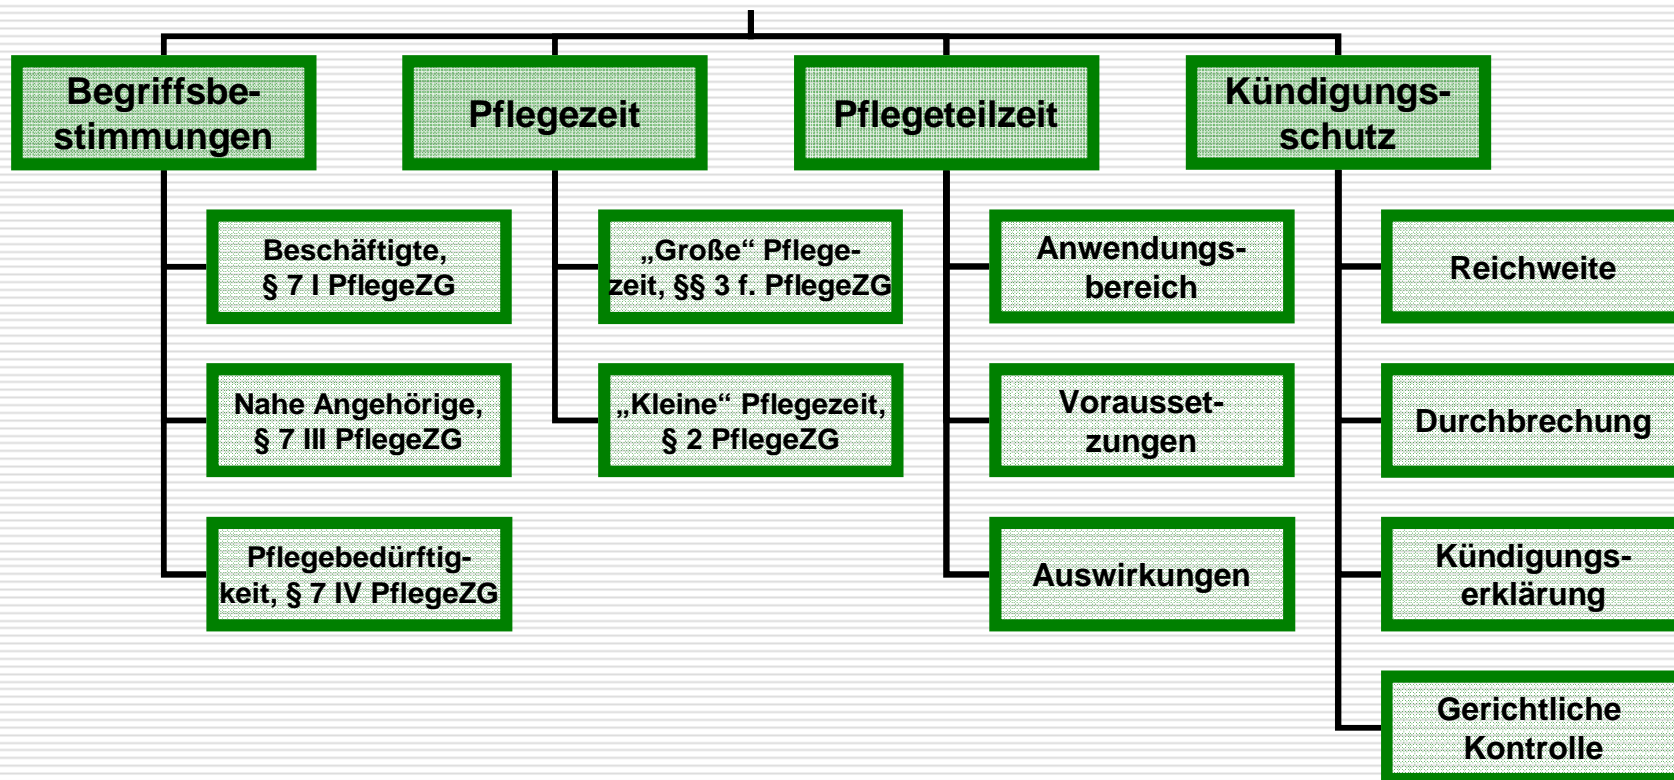 Begriffsbe-
stimmungen
Pflegezeit
Pflegeteilzeit
Kündigungs-
schutz
Beschäftigte,
§ 7 I PflegeZG
„Große“ Pflege-
zeit, §§ 3 f. PflegeZG
Anwendungs-
bereich
Reichweite
Nahe Angehörige,
§ 7 III PflegeZG
„Kleine“ Pflegezeit,
§ 2 PflegeZG
Vorausset-
zungen
Durchbrechung
Pflegebedürftig-
keit, § 7 IV PflegeZG
Auswirkungen
Kündigungs-
erklärung
Gerichtliche
Kontrolle